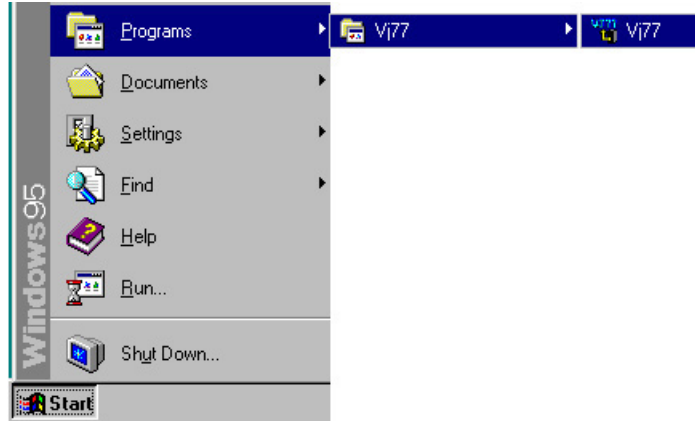 Programs
Vj77
Vj77
Documents
Settings
Find
Help
Run...
Shut Down...
Windows95
Start